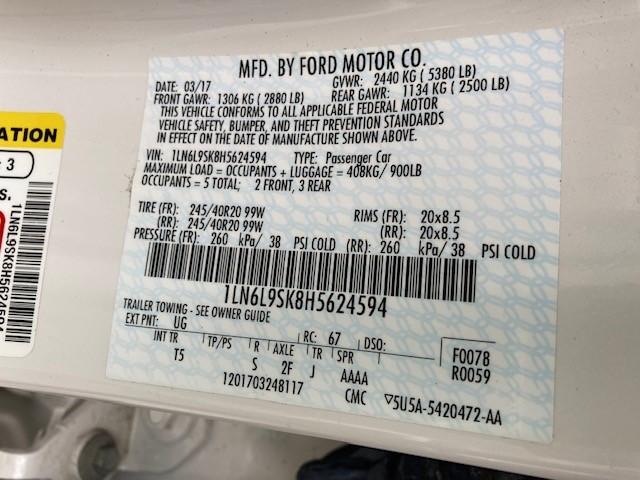 MFD. BY FORD MOTOR CO.
DATE: 03/17 GVWR: 2440 KG ( 5380 LB)
FRONT GAWR: 1306 KG ( 2880 LB) REAR GAWR: 1134 KG ( 2500 LB)
THIS VEHICLE CONFORMS TO ALL APPLICABLE FEDERAL MOTOR
VEHICLE SAFETY, BUMPER, AND THEFT PREVENTION STANDARDS
IN EFFECT ON THE DATE OF MANUFACTURE SHOWN ABOVE.
VIN: 1LN6L9SK8H5624594 TYPE: Passenger Car
MAXIMUM LOAD = OCCUPANTS + LUGGAGE = 408KG/ 900LB
OCCUPANTS = 5 TOTAL; 2 FRONT, 3 REAR
TIRE (FR): 245/40R20 99W RIMS (FR): 20x8.5
(RR): 245/40R20 99W (RR): 20x8.5
PRESSURE (FR): 260 kPa/ 38 PSI COLD (RR): 260 kPa/ 38 PSI COLD
1LN6L9SK8H5624594
TRAILER TOWING - SEE OWNER GUIDE
EXT PNT: UG RC: 67 DSO:
INT TR TP/PS R AXLE TR SPR F0078
T5 S 2F J AAAA R0059
1201703248117 CMC ▽5U5A-5420472-AA
ATION
: 3
S.
1LN6L9SK8H5624594